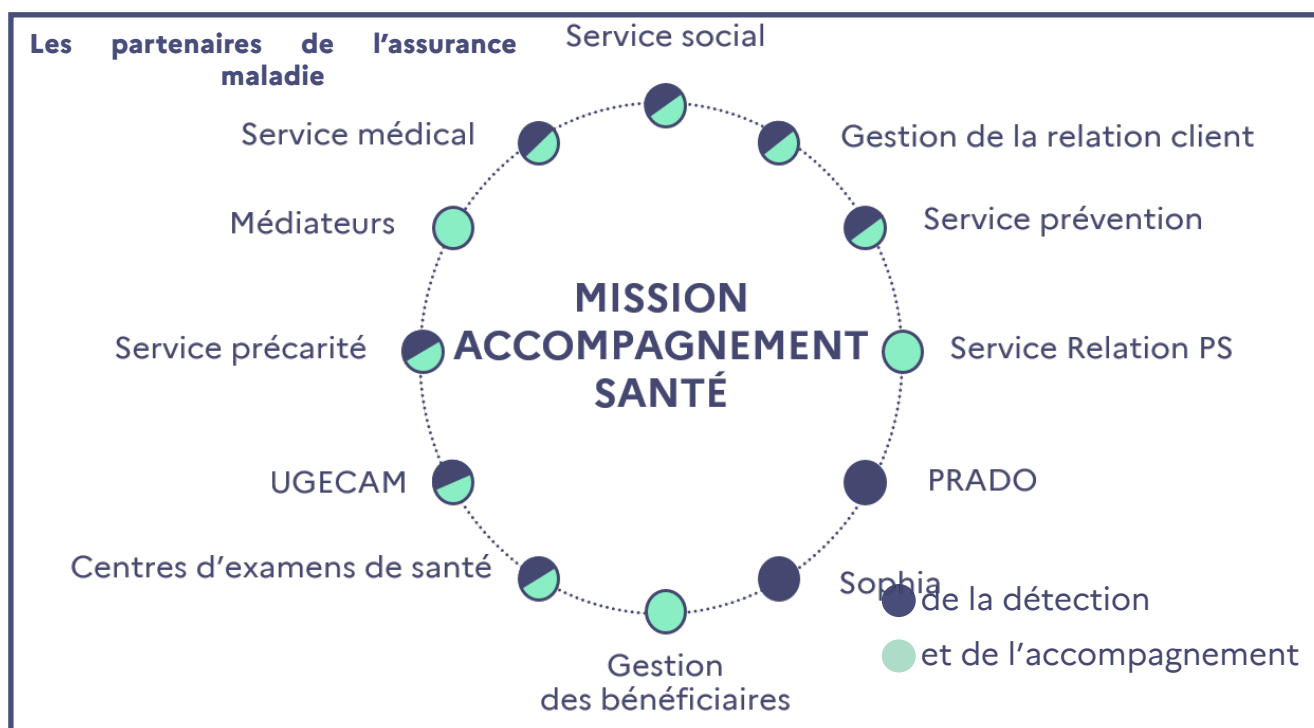 Les partenaires de l'assurance
maladie
Service social
Service médical
Gestion de la relation client
Médiateurs
Service prévention
MISSION
ACCOMPAGNEMENT
SANTÉ
Service précarité
Service Relation PS
UGECAM
PRADO
Centres d'examens de santé
Sophia
de la détection
et de l'accompagnement
Gestion
des bénéficiaires